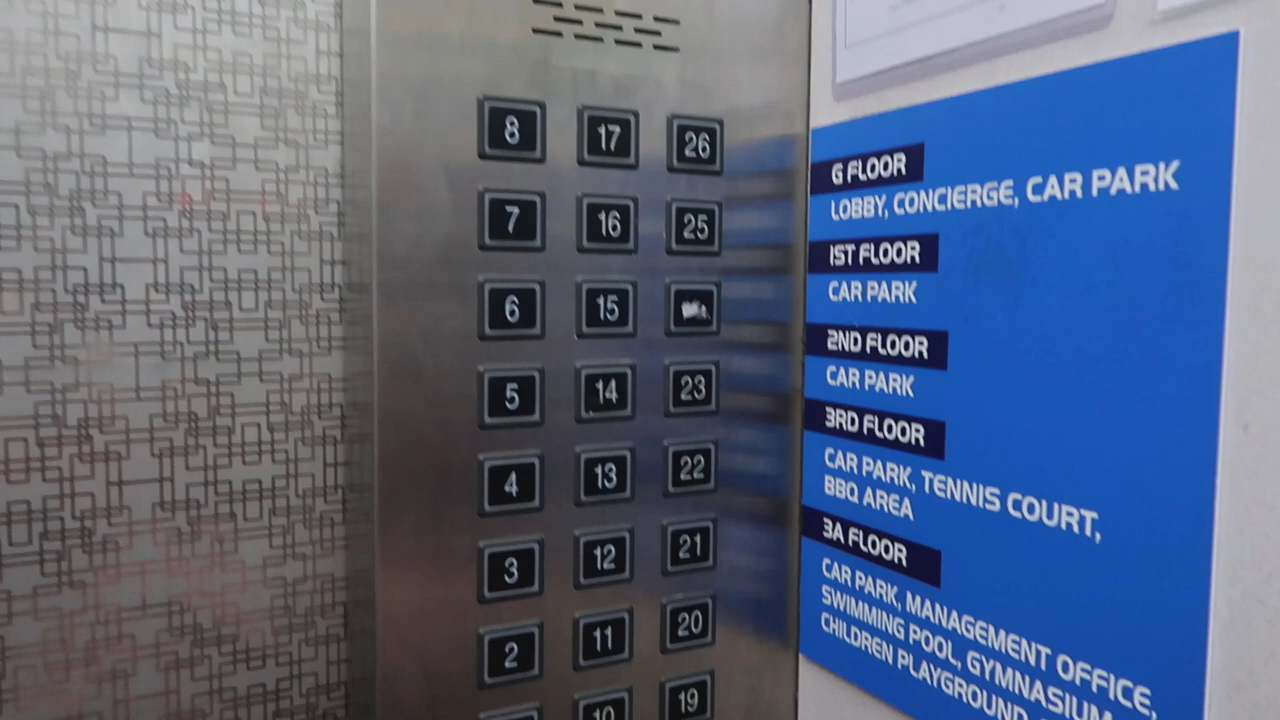 8 17 26
7 16 25
6 15
5 14 23
4 13 22
3 12 21
2 11 20
10 19
G FLOOR
LOBBY, CONCIERGE, CAR PARK
1ST FLOOR
CAR PARK
2ND FLOOR
CAR PARK
3RD FLOOR
CAR PARK, TENNIS COURT,
BBQ AREA
3A FLOOR
CAR PARK, MANAGEMENT OFFICE,
SWIMMING POOL, GYMNASIUM,
CHILDREN PLAYGROUND